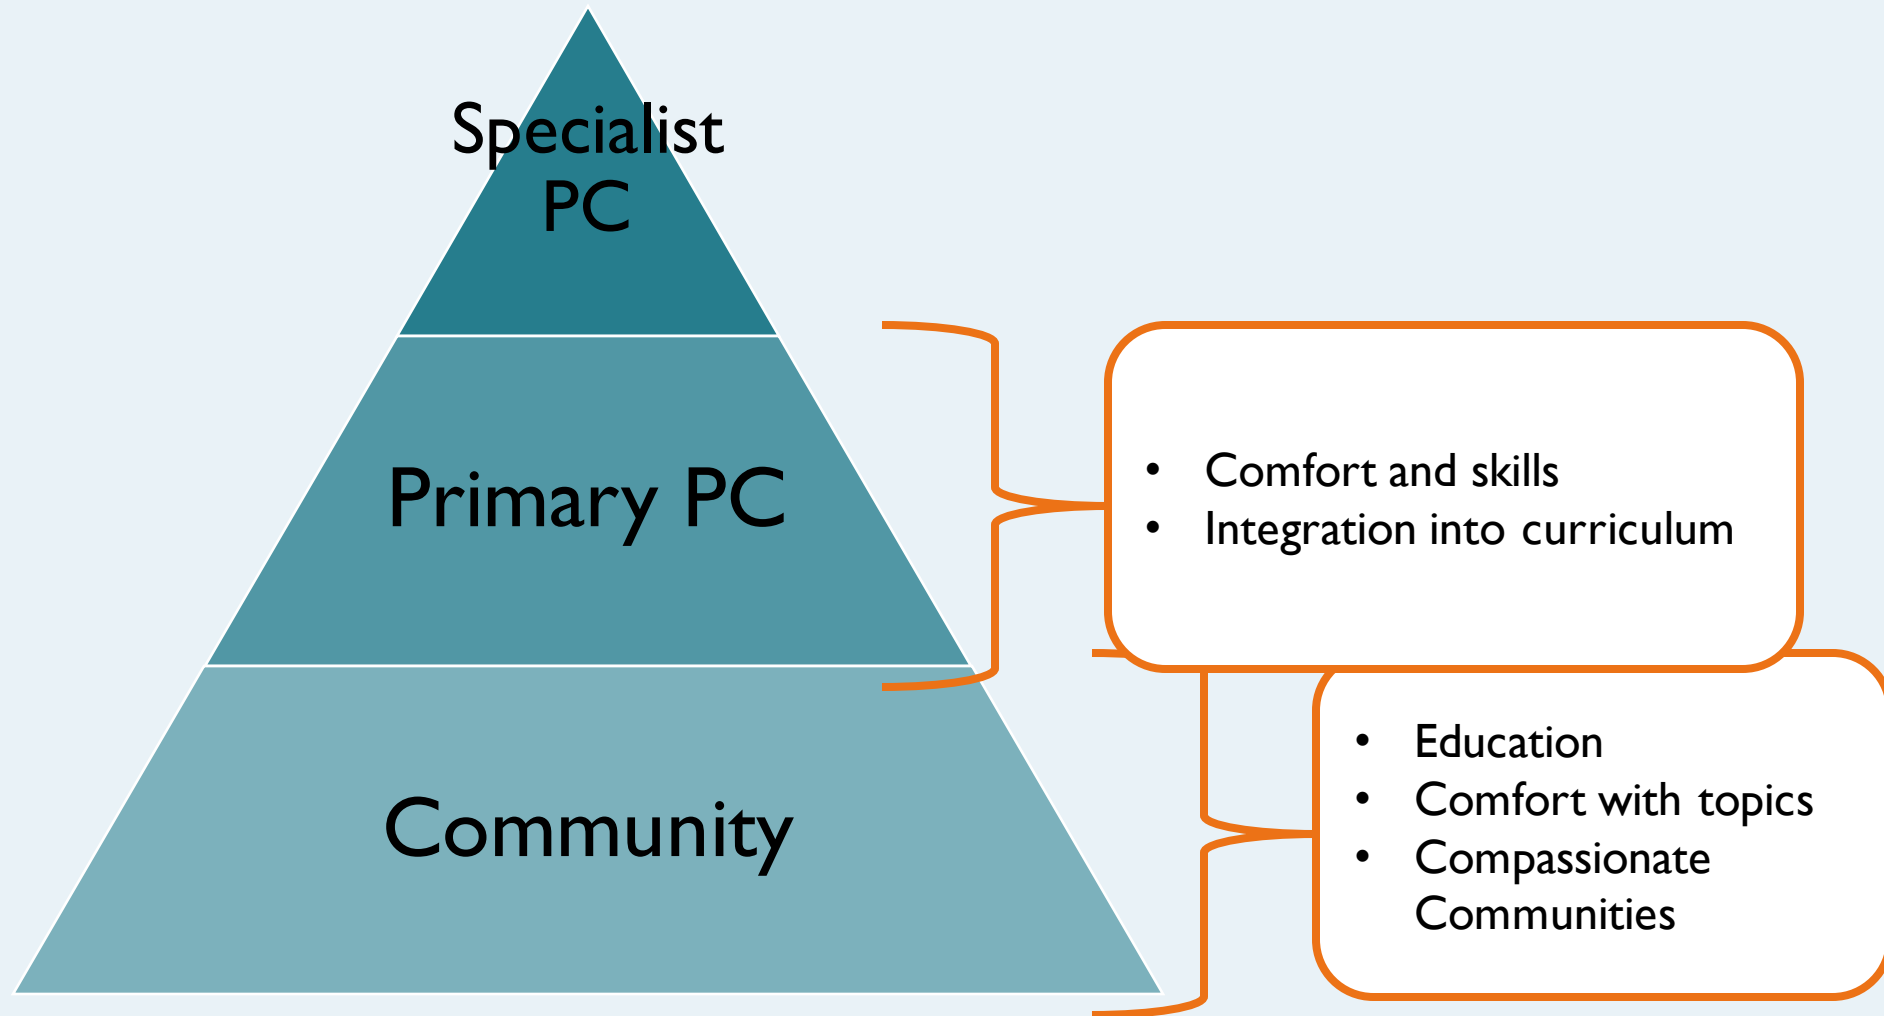 Specialist
PC
Primary PC
• Comfort and skills
• Integration into curriculum
Community
• Education
• Comfort with topics
• Compassionate
Communities